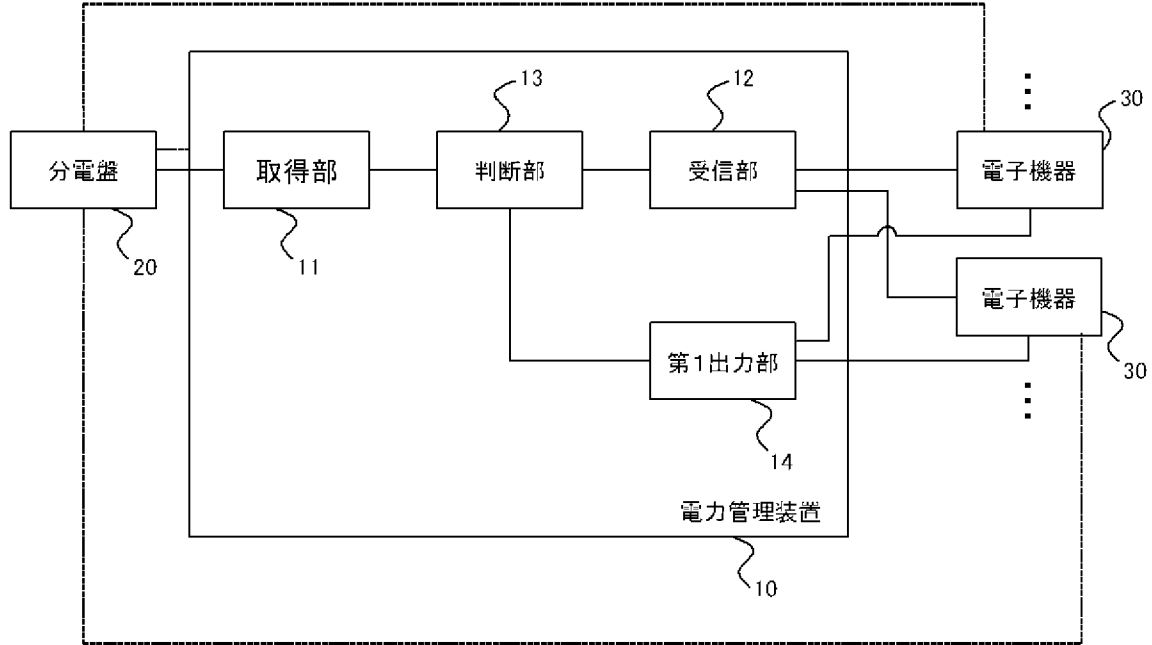 13
12
30
分電盤
取得部
判断部
受信部
電子機器
20
11
電子機器
30
第1出力部
14
電力管理装置
10